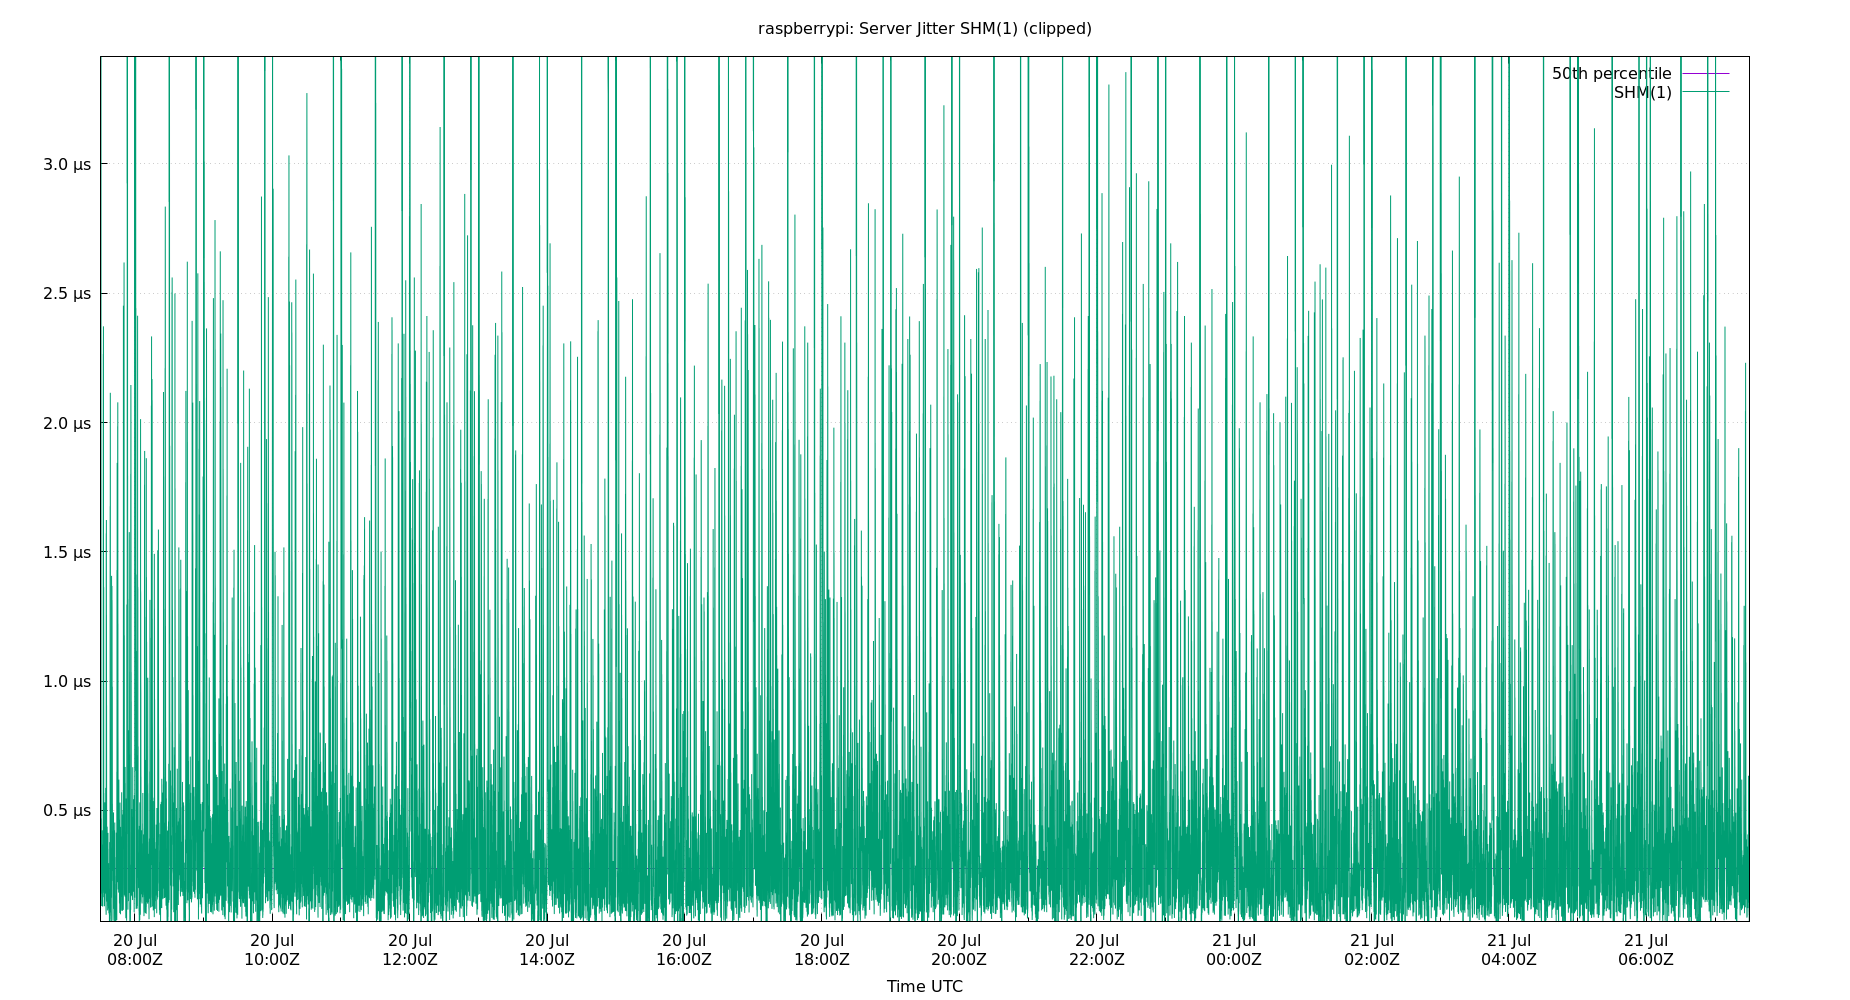 raspberrypi: Server Jitter SHM(1) (clipped)
50th percentile
SHM(1)
3.0 µs
2.5 µs
2.0 µs
1.5 µs
1.0 µs
0.5 µs
20 Jul 20 Jul 20 Jul 20 Jul 20 Jul 20 Jul 20 Jul 20 Jul 21 Jul 21 Jul 21 Jul 21 Jul
08:00Z 10:00Z 12:00Z 14:00Z 16:00Z 18:00Z 20:00Z 22:00Z 00:00Z 02:00Z 04:00Z 06:00Z
Time UTC